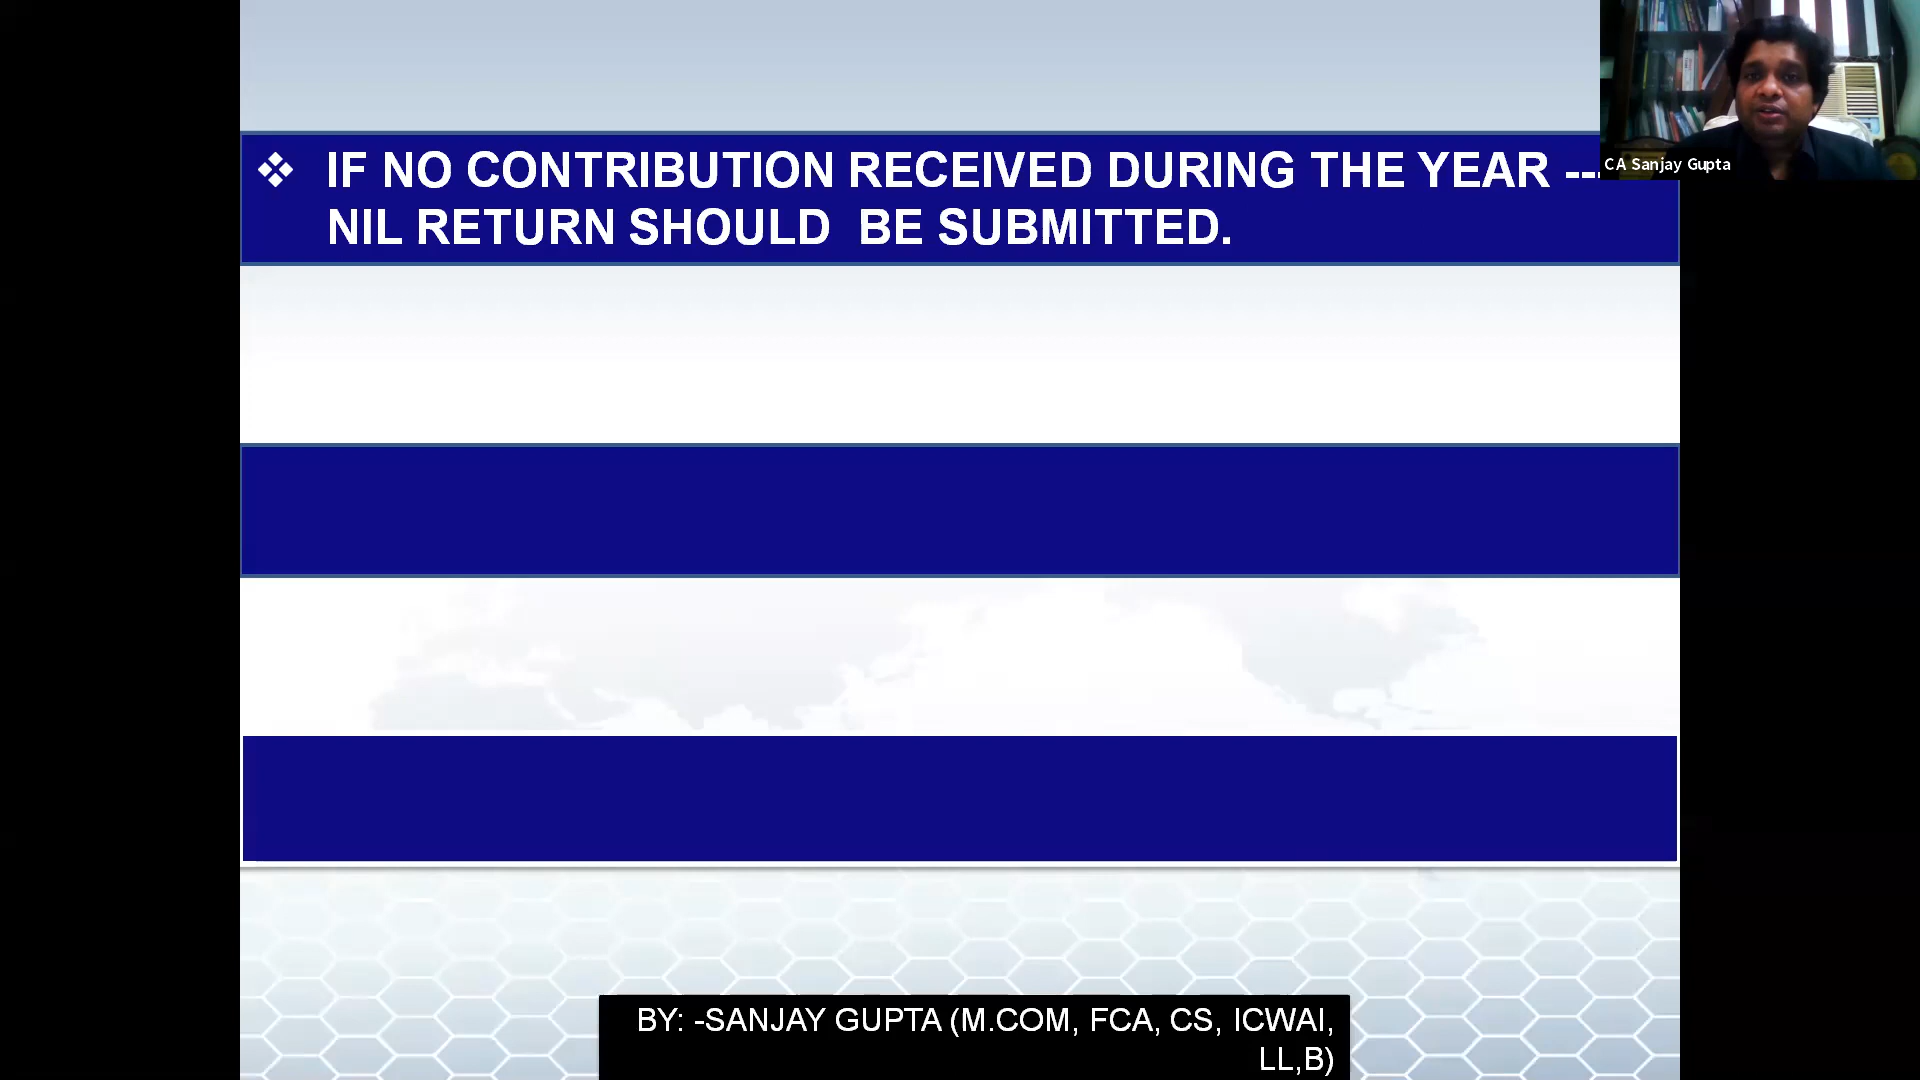 ❖ IF NO CONTRIBUTION RECEIVED DURING THE YEAR ---
NIL RETURN SHOULD  BE SUBMITTED.
CA Sanjay Gupta
BY: -SANJAY GUPTA (M.COM, FCA, CS, ICWAI,
LL,B)